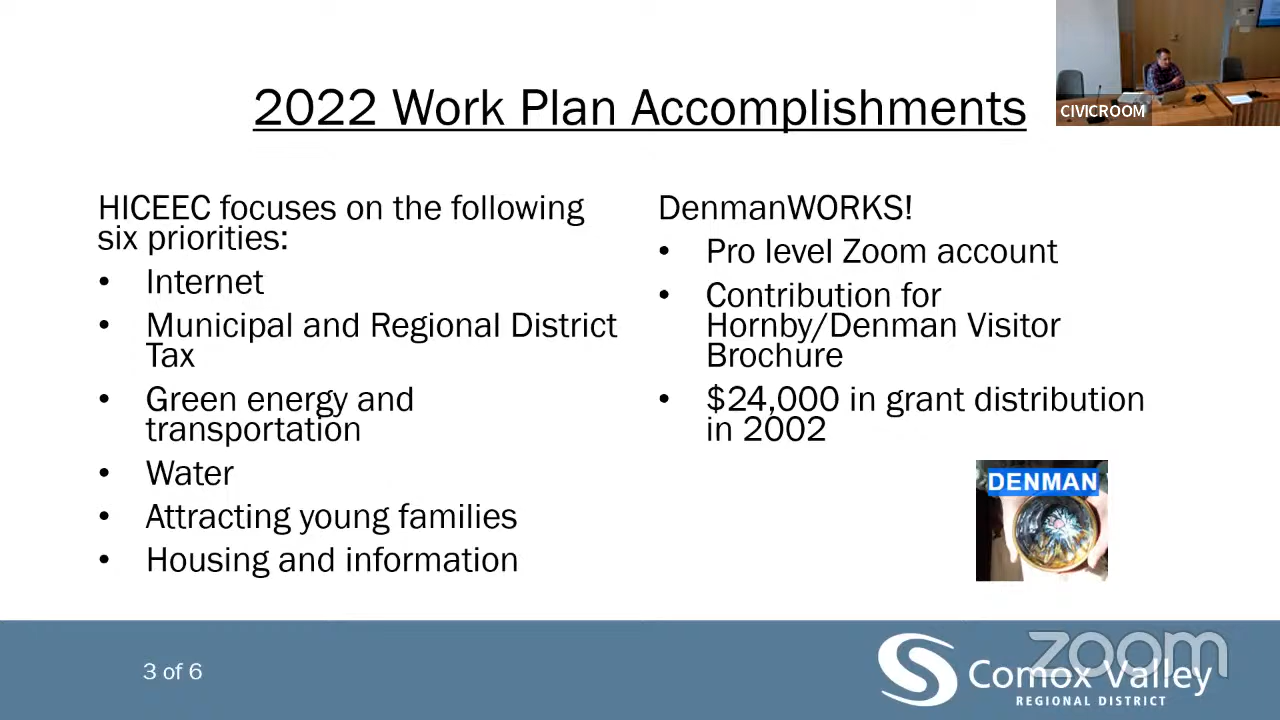 2022 Work Plan Accomplishments
CIVICROOM
HICEEC focuses on the following
six priorities:
• Internet
• Municipal and Regional District
Tax
• Green energy and
transportation
• Water
• Attracting young families
• Housing and information
DenmanWORKS!
• Pro level Zoom account
• Contribution for
Hornby/Denman Visitor
Brochure
• $24,000 in grant distribution
in 2002
DENMAN
3 of 6
zoom
Comox Valley
REGIONAL DISTRICT